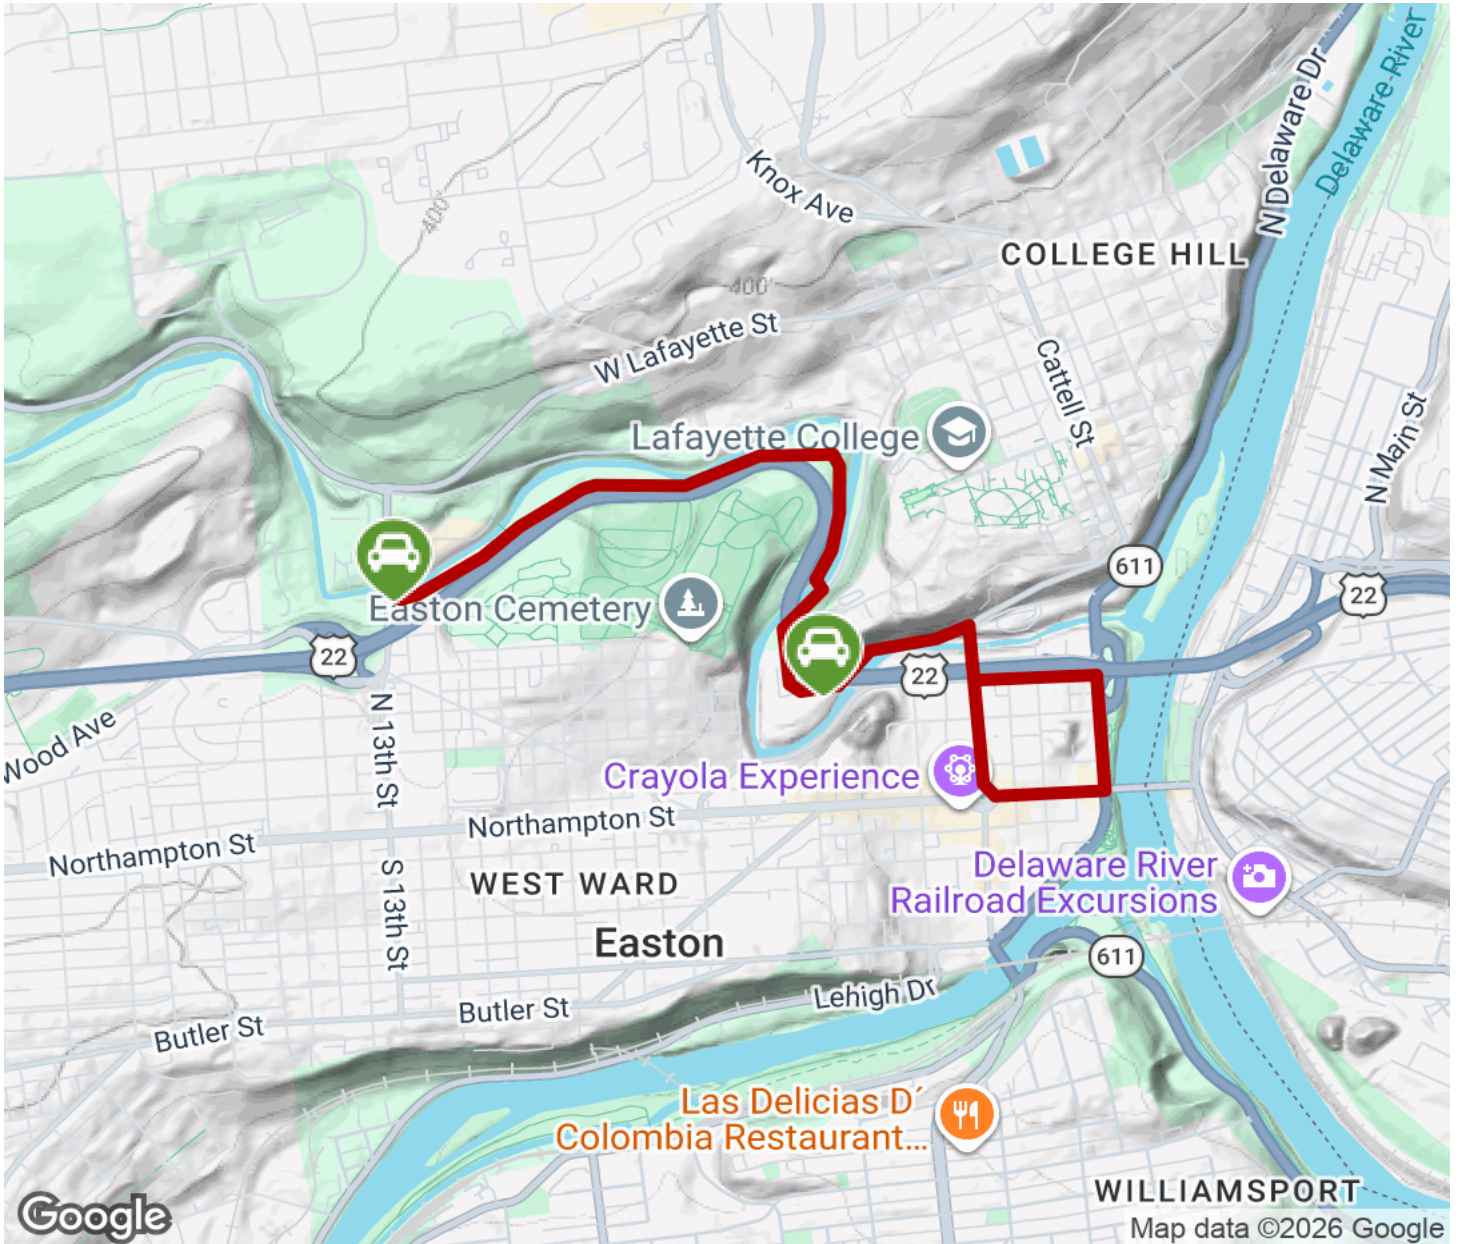 Delaware River
N Delaware Dr
Knox Ave
400'
COLLEGE HILL
400'
W Lafayette St
Cattell St
Lafayette College
N Main St
611
22
Easton Cemetery
22
22
N 13th St
Wood Ave
Crayola Experience
Northampton St
Northampton St
Delaware River
Railroad Excursions
WEST WARD
S 13th St
Easton
611
Lehigh Dr
Butler St
Butler St
Las Delicias D´
Colombia Restaurant...
WILLIAMSPORT
Google
Map data ©2026 Google